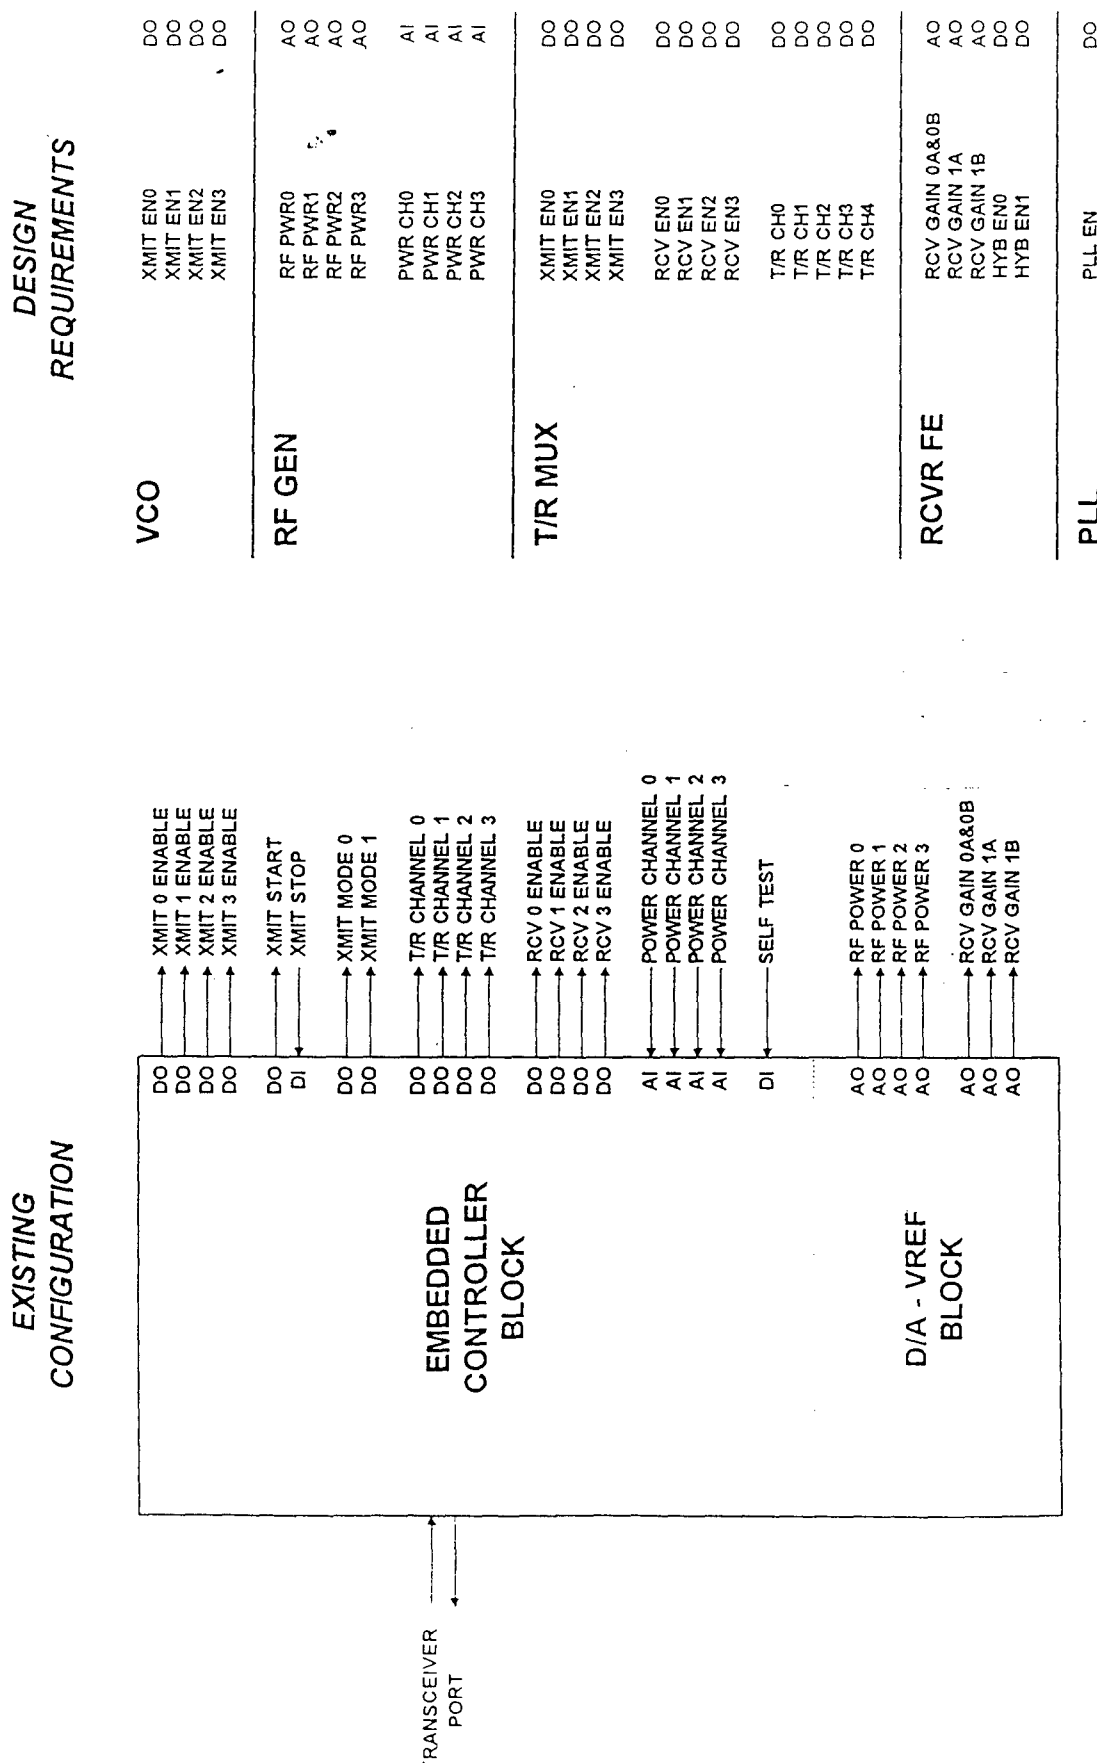 EXISTING
CONFIGURATION
TRANSCEIVER
PORT
EMBEDDED
CONTROLLER
BLOCK
D/A - VREF
BLOCK
DO XMIT 0 ENABLE
DO XMIT 1 ENABLE
DO XMIT 2 ENABLE
DO XMIT 3 ENABLE
DO XMIT START
DI XMIT STOP
DO XMIT MODE 0
DO XMIT MODE 1
DO T/R CHANNEL 0
DO T/R CHANNEL 1
DO T/R CHANNEL 2
DO T/R CHANNEL 3
DO RCV 0 ENABLE
DO RCV 1 ENABLE
DO RCV 2 ENABLE
DO RCV 3 ENABLE
AI POWER CHANNEL 0
AI POWER CHANNEL 1
AI POWER CHANNEL 2
AI POWER CHANNEL 3
DI SELF TEST
AO RF POWER 0
AO RF POWER 1
AO RF POWER 2
AO RF POWER 3
AO RCV GAIN 0A&0B
AO RCV GAIN 1A
AO RCV GAIN 1B
DESIGN
REQUIREMENTS
VCO
XMIT EN0 DO
XMIT EN1 DO
XMIT EN2 DO
XMIT EN3 DO
RF GEN
RF PWR0 AO
RF PWR1 AO
RF PWR2 AO
RF PWR3 AO
PWR CH0 AI
PWR CH1 AI
PWR CH2 AI
PWR CH3 AI
T/R MUX
XMIT EN0 DO
XMIT EN1 DO
XMIT EN2 DO
XMIT EN3 DO
RCV EN0 DO
RCV EN1 DO
RCV EN2 DO
RCV EN3 DO
T/R CH0 DO
T/R CH1 DO
T/R CH2 DO
T/R CH3 DO
T/R CH4 DO
RCVR FE
RCV GAIN 0A&0B AO
RCV GAIN 1A AO
RCV GAIN 1B AO
HYB EN0 DO
HYB EN1 DO
PLL
PLL EN DO